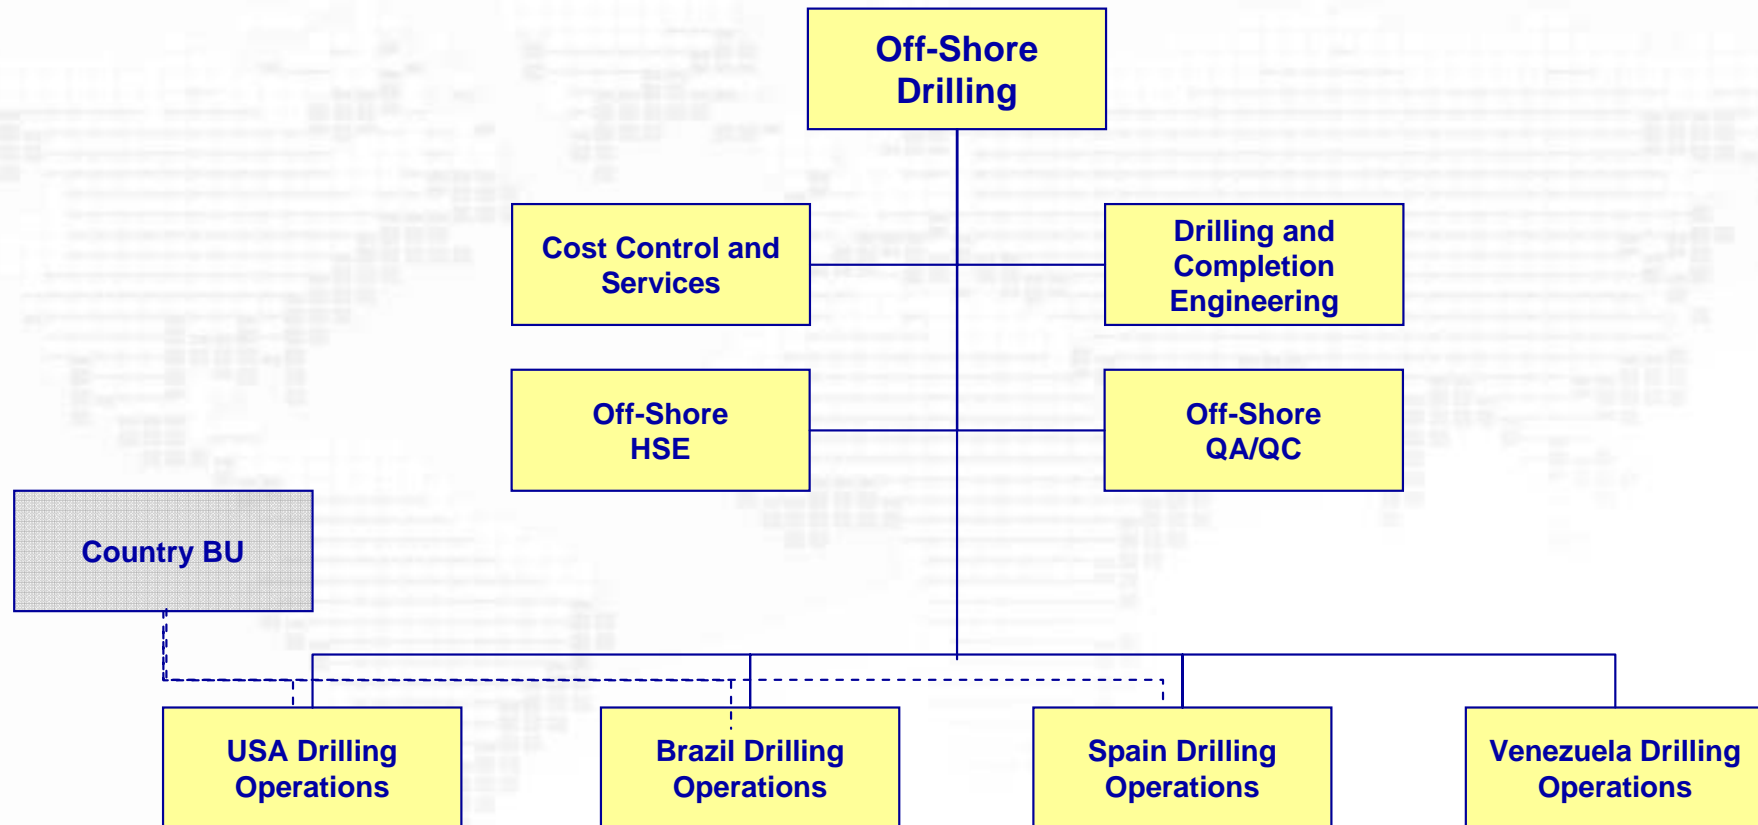 Off-Shore
Drilling
Cost Control and
Services
Drilling and
Completion
Engineering
Off-Shore
HSE
Off-Shore
QA/QC
Country BU
USA Drilling
Operations
Brazil Drilling
Operations
Spain Drilling
Operations
Venezuela Drilling
Operations